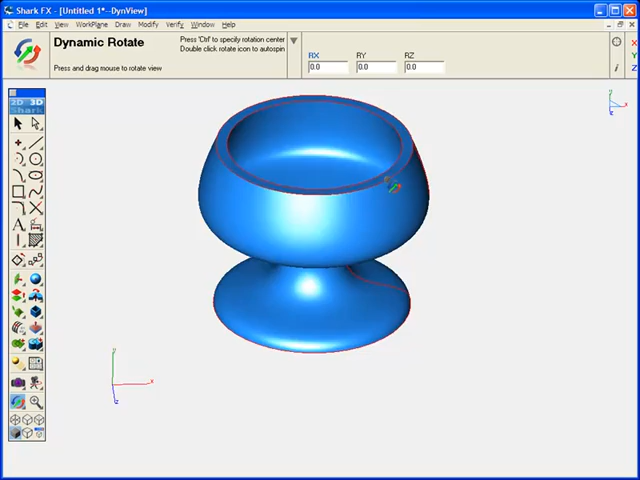 Shark FX - [Untitled 1*--DynView]
File Edit View WorkPlane Draw Modify Verify Window Help
Dynamic Rotate
Press and drag mouse to rotate view
Press 'Ctrl' to specify rotation center
Double click rotate icon to autospin
RX RY RZ
0.0 0.0 0.0
X
Y
Z
2D 3D
Shark
A
y
x
z
y
x
z